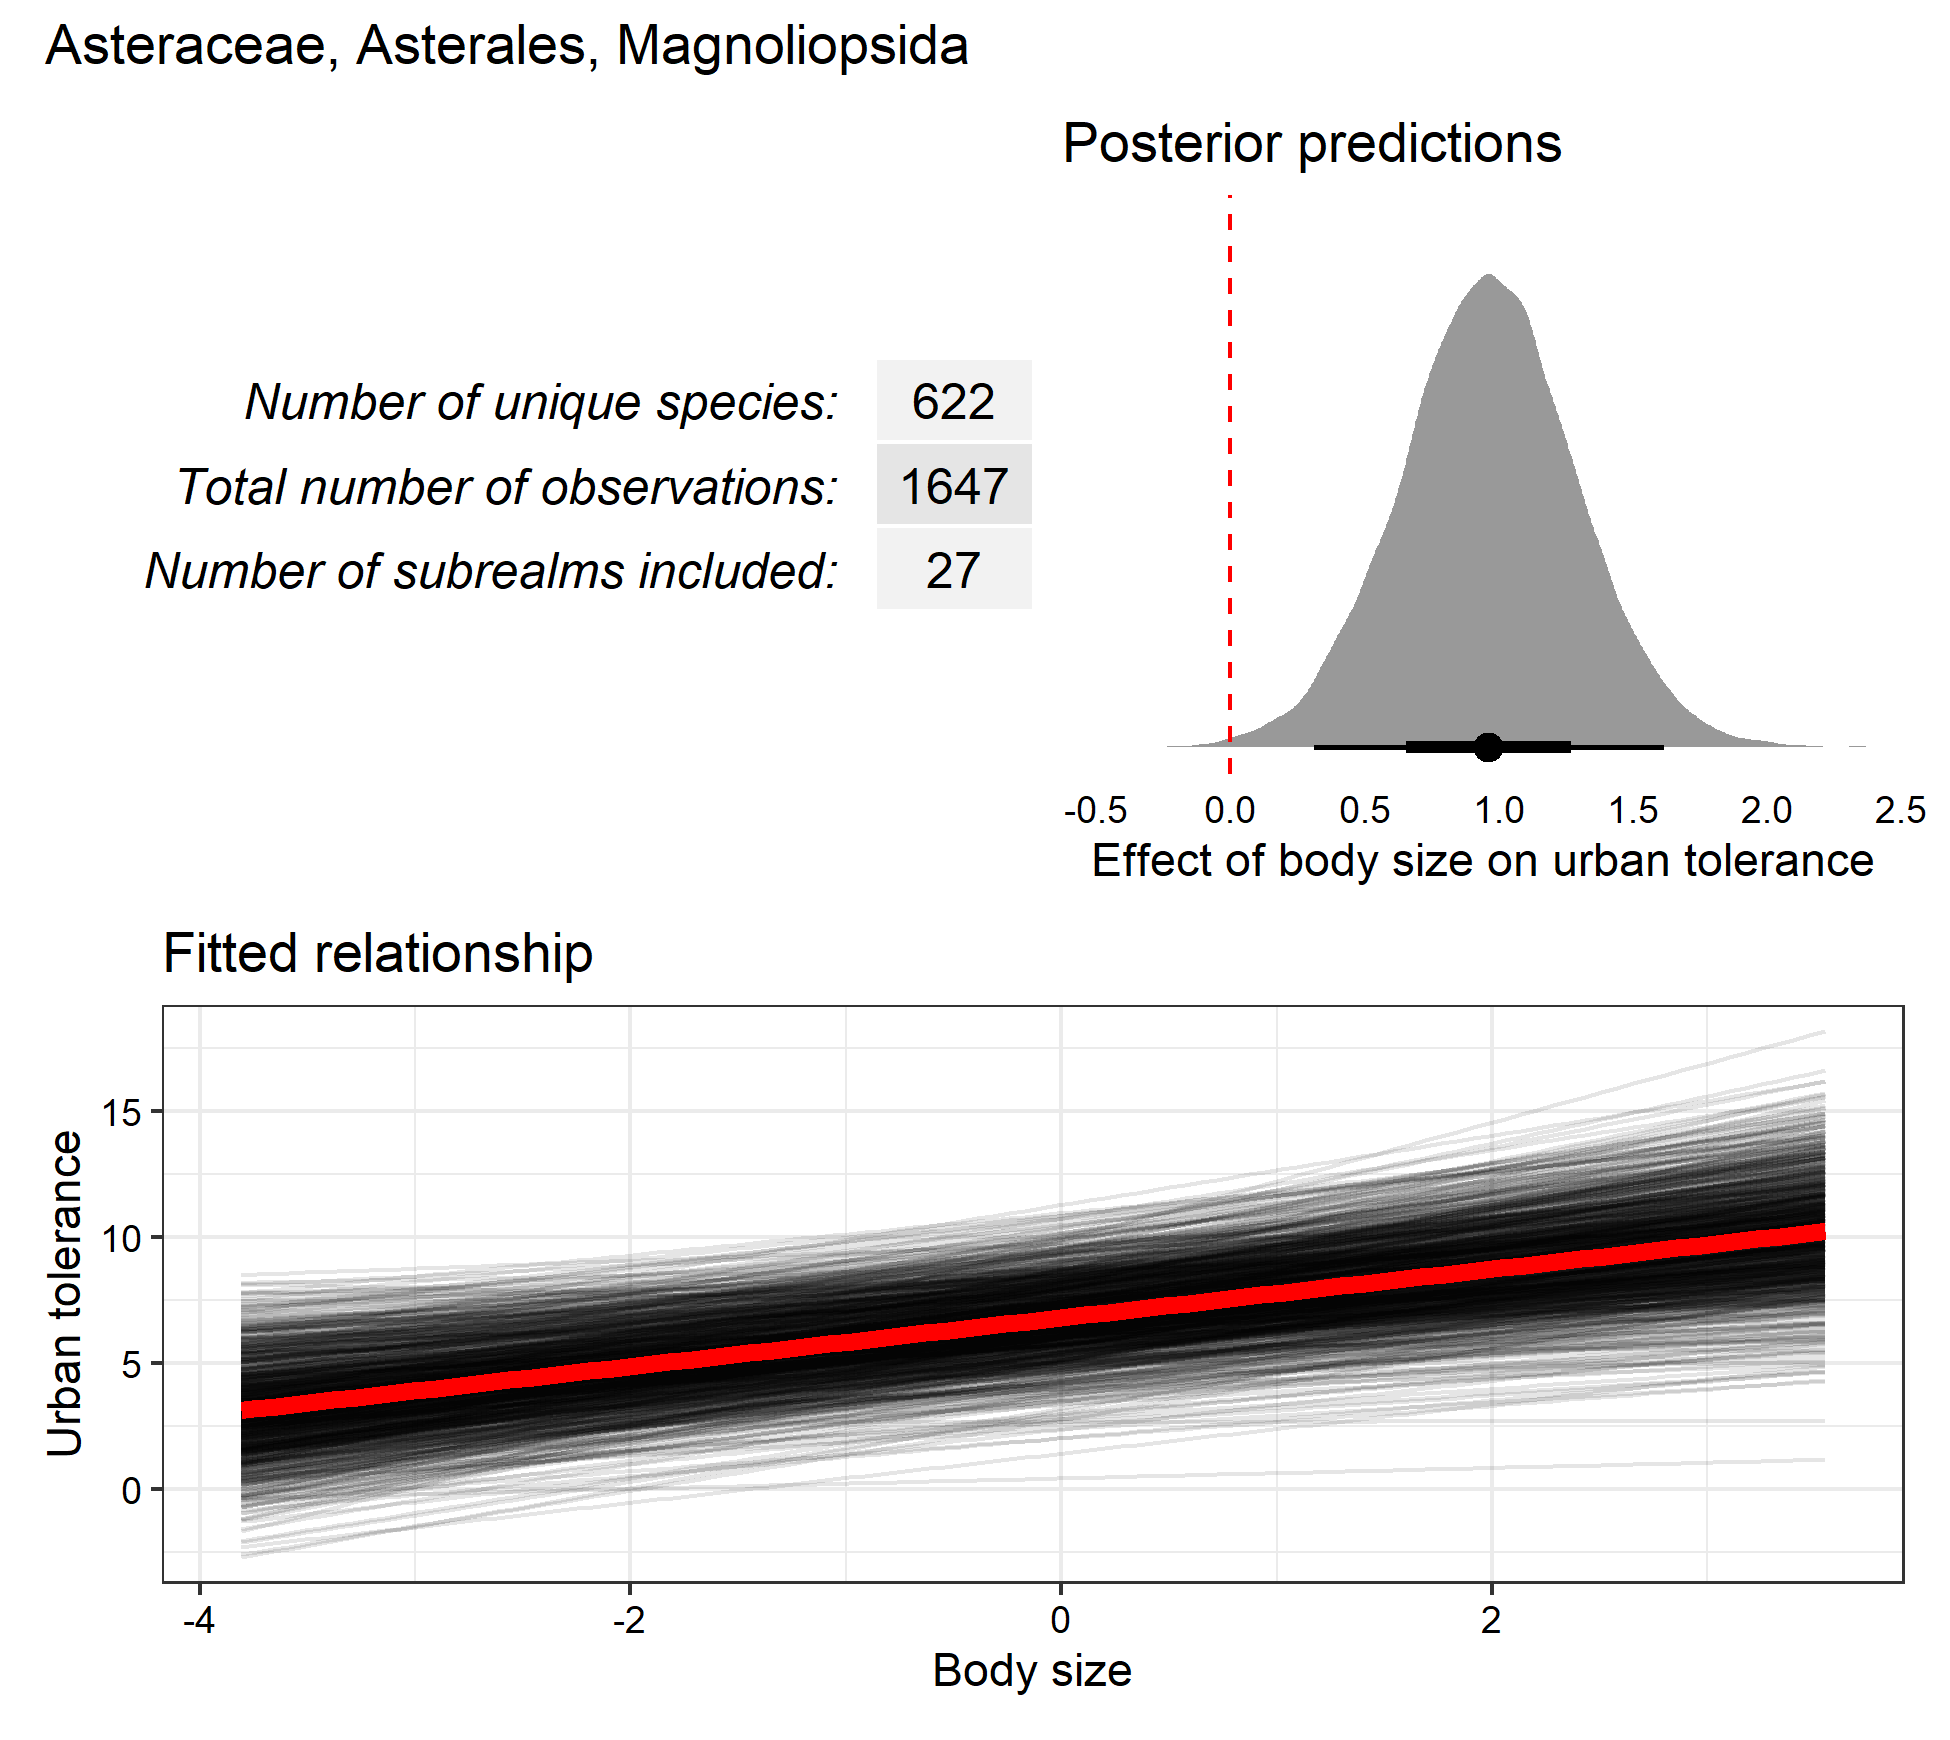 Asteraceae, Asterales, Magnoliopsida
Posterior predictions
Number of unique species: 622
Total number of observations: 1647
Number of subrealms included: 27
-0.5 0.0 0.5 1.0 1.5 2.0 2.5
Effect of body size on urban tolerance
Fitted relationship
Urban tolerance
15
10
5
0
-4 -2 0 2
Body size